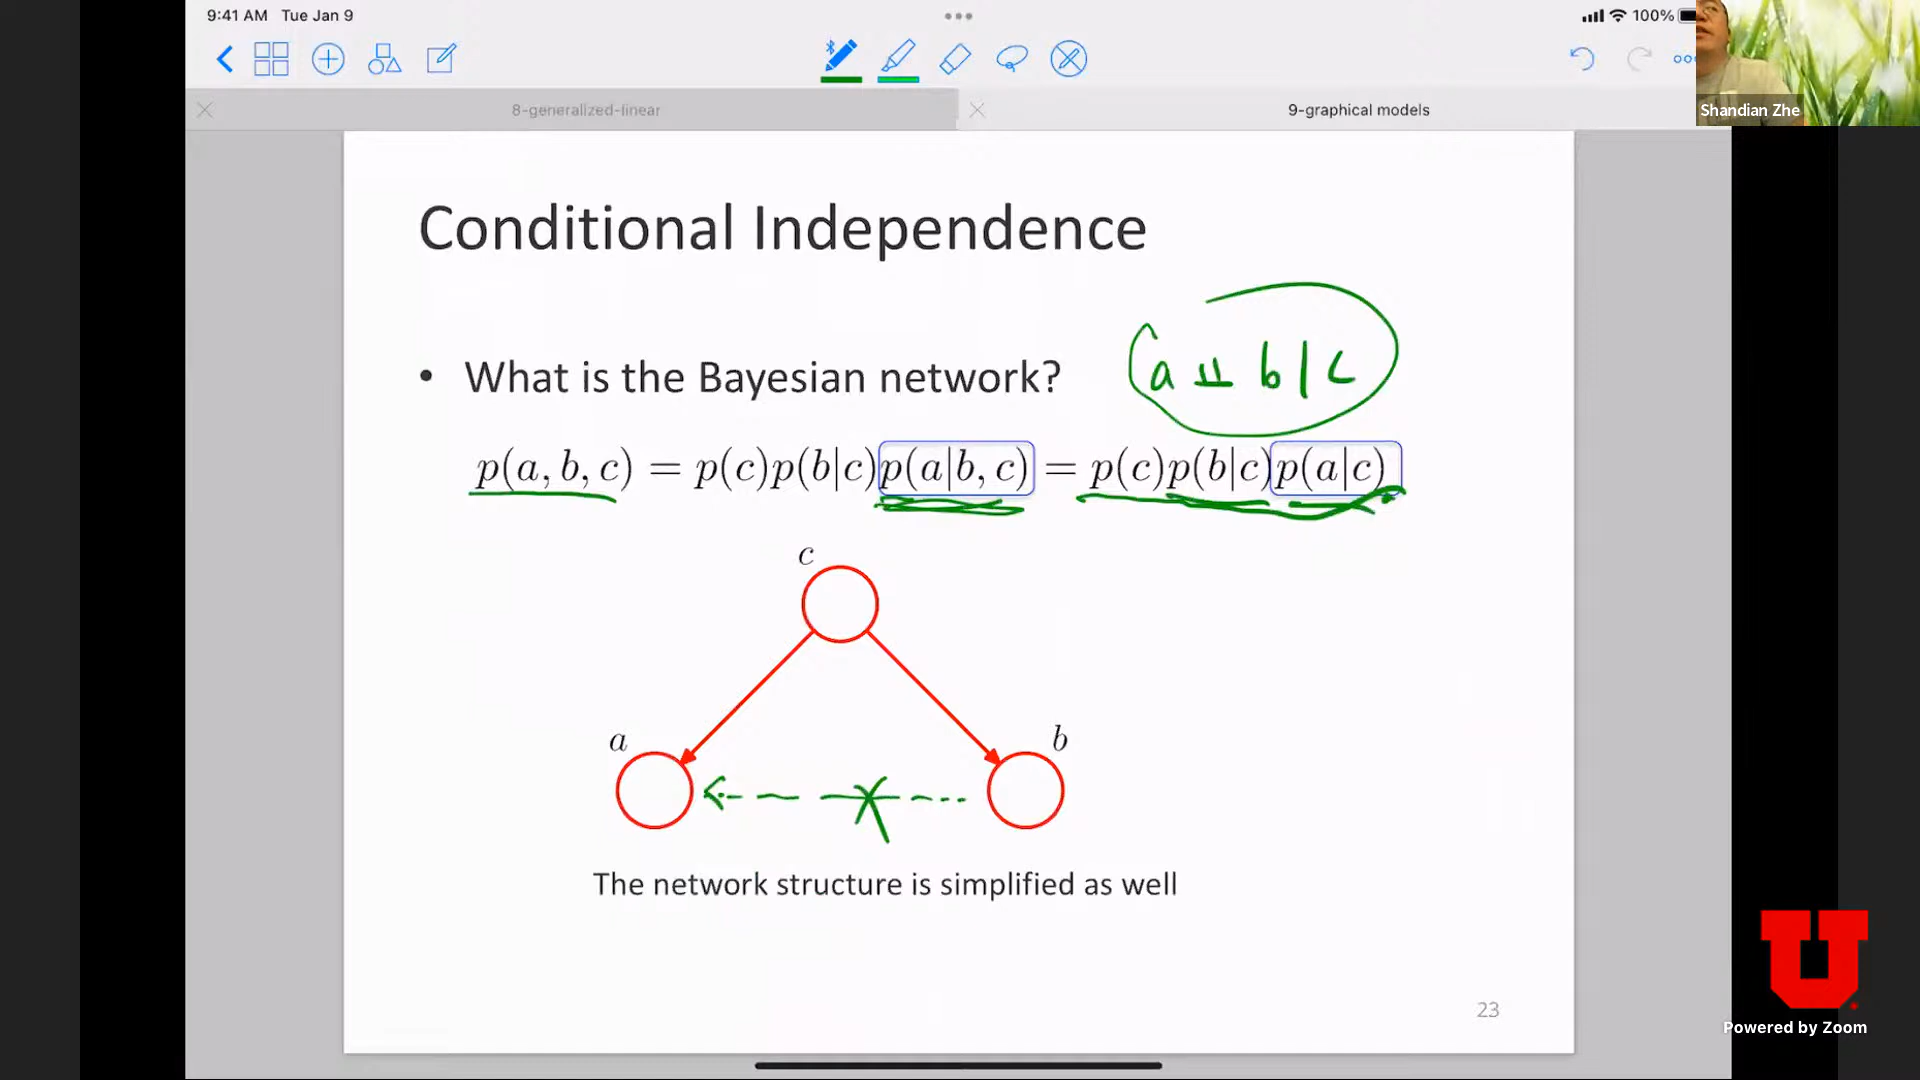 9:41 AM Tue Jan 9
100%
8-generalized-linear
9-graphical models
Shandian Zhe
Conditional Independence
a ⫫ b | c
• What is the Bayesian network?
p(a, b, c) = p(c)p(b|c)p(a|b, c) = p(c)p(b|c)p(a|c)
c
a
b
The network structure is simplified as well
23
U
Powered by Zoom